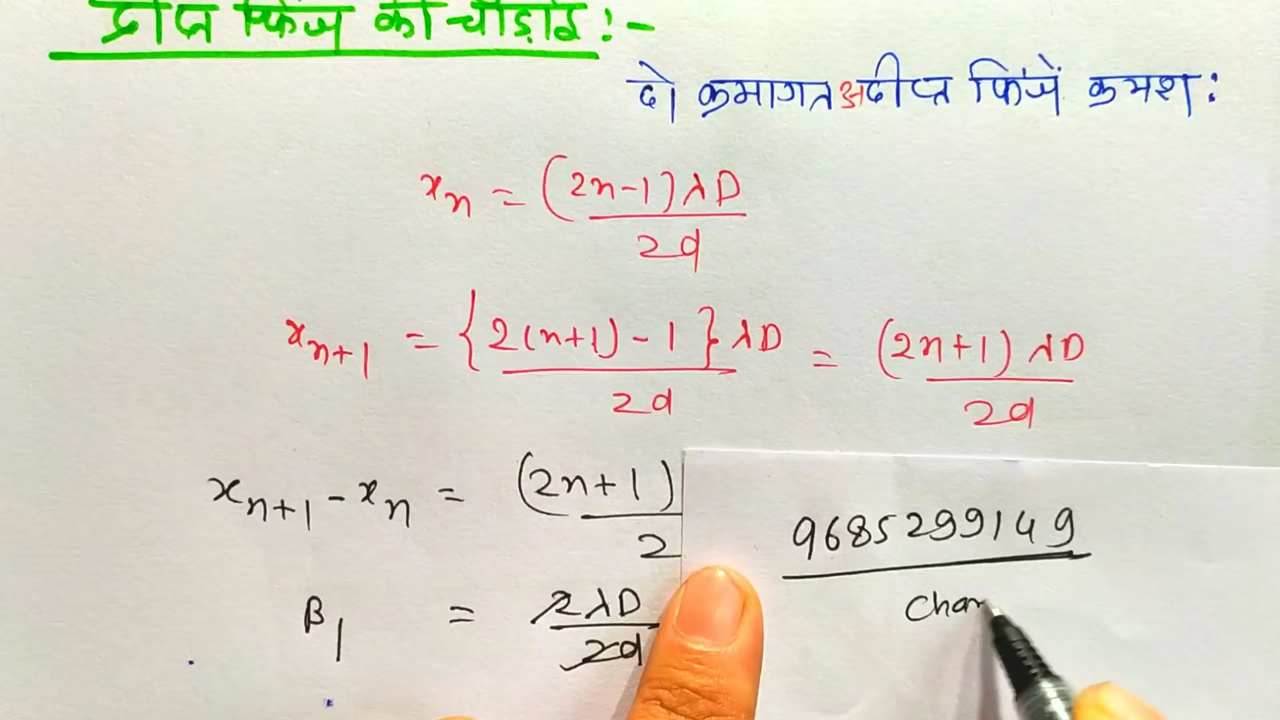 दीप्त फ्रिंज की चौड़ाई :-
दो क्रमागत अदीप्त फ्रिंजें क्रमश :
xₙ = (2n-1)λD / 2d
xₙ₊₁ = {2(n+1)-1}λD / 2d = (2n+1)λD / 2d
xₙ₊₁ - xₙ = (2n+1) / 2
β₁ = 2λD / 2d
9685299149